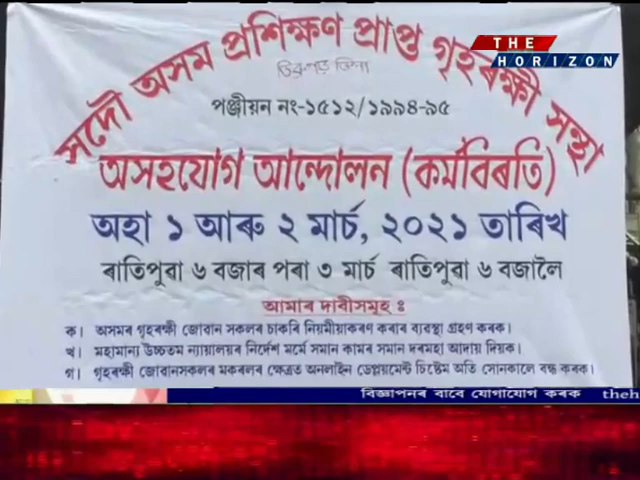 সদৌ অসম প্ৰশিক্ষণ প্ৰাপ্ত গৃহৰক্ষী সন্থা
THE
HORIZON
জিলা
পঞ্জীয়ন নং-১৫১২/১৯৯৪-৯৫
অসহযোগ আন্দোলন (কৰ্মবিৰতি)
অহা ১ আৰু ২ মাৰ্চ, ২০২১ তাৰিখ
ৰাতিপুৱা ৬ বজাৰ পৰা ৩ মাৰ্চ ৰাতিপুৱা ৬ বজালৈ
আমাৰ দাবীসমূহ ঃ
ক। অসমৰ গৃহৰক্ষী জোৱান সকলৰ চাকৰি নিয়মীয়াকৰণ কৰাৰ ব্যৱস্থা গ্ৰহণ কৰক।
খ। মহামান্য উচ্চতম ন্যায়ালয়ৰ নিৰ্দেশ মৰ্মে সমান কামৰ সমান দৰমহা আদায় দিয়ক।
গ। গৃহৰক্ষী জোৱানসকলৰ মকৰলৰ ক্ষেত্ৰত অনলাইন ডেপ্লয়মেন্ট চিষ্টেম অতি সোনকালে বন্ধ কৰক।
বিজ্ঞাপনৰ বাবে যোগাযোগ কৰক theh